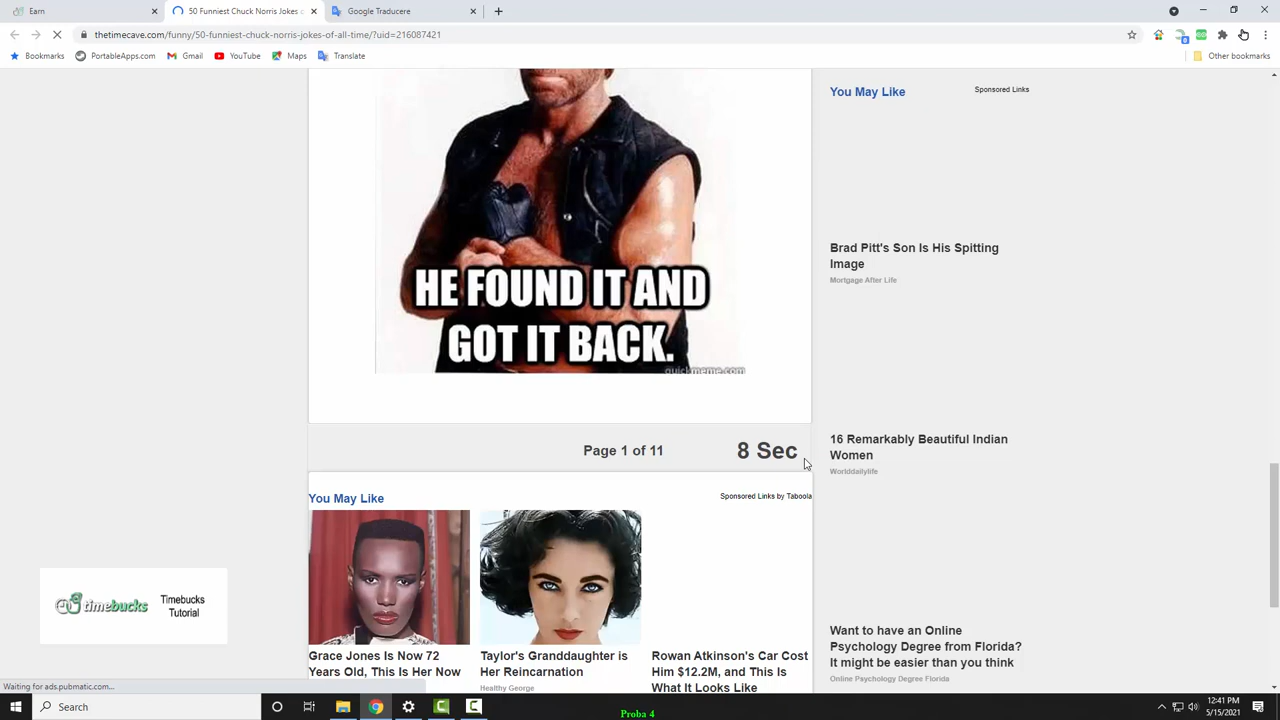 Earn
50 Funniest Chuck Norris Jokes o
Google Traducere
thetimecave.com/funny/50-funniest-chuck-norris-jokes-of-all-time/?uid=216087421
Bookmarks
PortableApps.com
Gmail
YouTube
Maps
Translate
Other bookmarks
HE FOUND IT AND
GOT IT BACK.
quickmeme.com
Page 1 of 11
8 Sec
You May Like
Sponsored Links by Taboola
Grace Jones Is Now 72
Years Old, This Is Her Now
Taylor's Granddaughter is
Her Reincarnation
Healthy George
Rowan Atkinson's Car Cost
Him $12.2M, and This Is
What It Looks Like
You May Like
Sponsored Links
Brad Pitt's Son Is His Spitting
Image
Mortgage After Life
16 Remarkably Beautiful Indian
Women
Worlddailylife
Want to have an Online
Psychology Degree from Florida?
It might be easier than you think
Online Psychology Degree Florida
timebucks
Timebucks
Tutorial
Waiting for ads.pubmatic.com...
Search
12:41 PM
5/15/2021
Proba 4